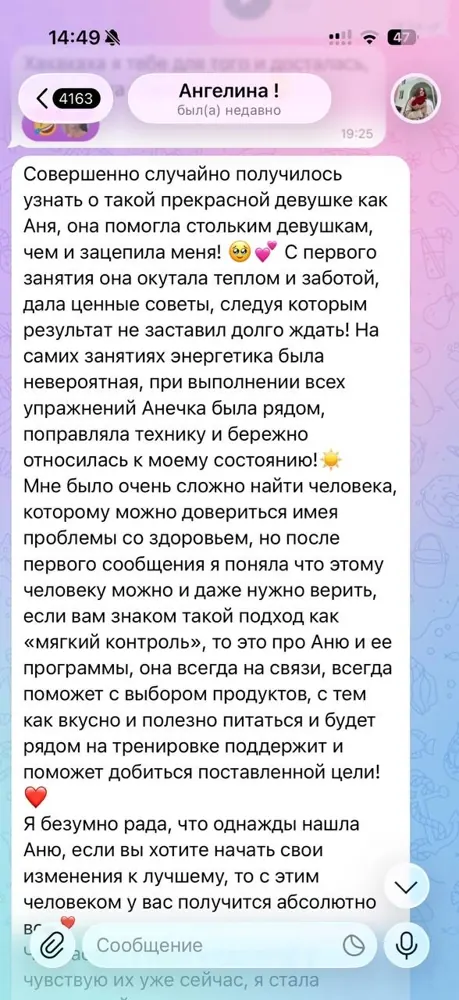 14:49
47
Хахахаха я тебе для того и досталась,
4163
Ангелина !
был(а) недавно
19:25
Совершенно случайно получилось
узнать о такой прекрасной девушке как
Аня, она помогла стольким девушкам,
чем и зацепила меня! 🥹💕 С первого
занятия она окутала теплом и заботой,
дала ценные советы, следуя которым
результат не заставил долго ждать! На
самих занятиях энергетика была
невероятная, при выполнении всех
упражнений Анечка была рядом,
поправляла технику и бережно
относилась к моему состоянию!☀️
Мне было очень сложно найти человека,
которому можно довериться имея
проблемы со здоровьем, но после
первого сообщения я поняла что этому
человеку можно и даже нужно верить,
если вам знаком такой подход как
«мягкий контроль», то это про Аню и ее
программы, она всегда на связи, всегда
поможет с выбором продуктов, с тем
как вкусно и полезно питаться и будет
рядом на тренировке поддержит и
поможет добиться поставленной цели!
❤️
Я безумно рада, что однажды нашла
Аню, если вы хотите начать свои
изменения к лучшему, то с этим
человеком у вас получится абсолютно
❤️
Сообщение
чувствую их уже сейчас, я стала